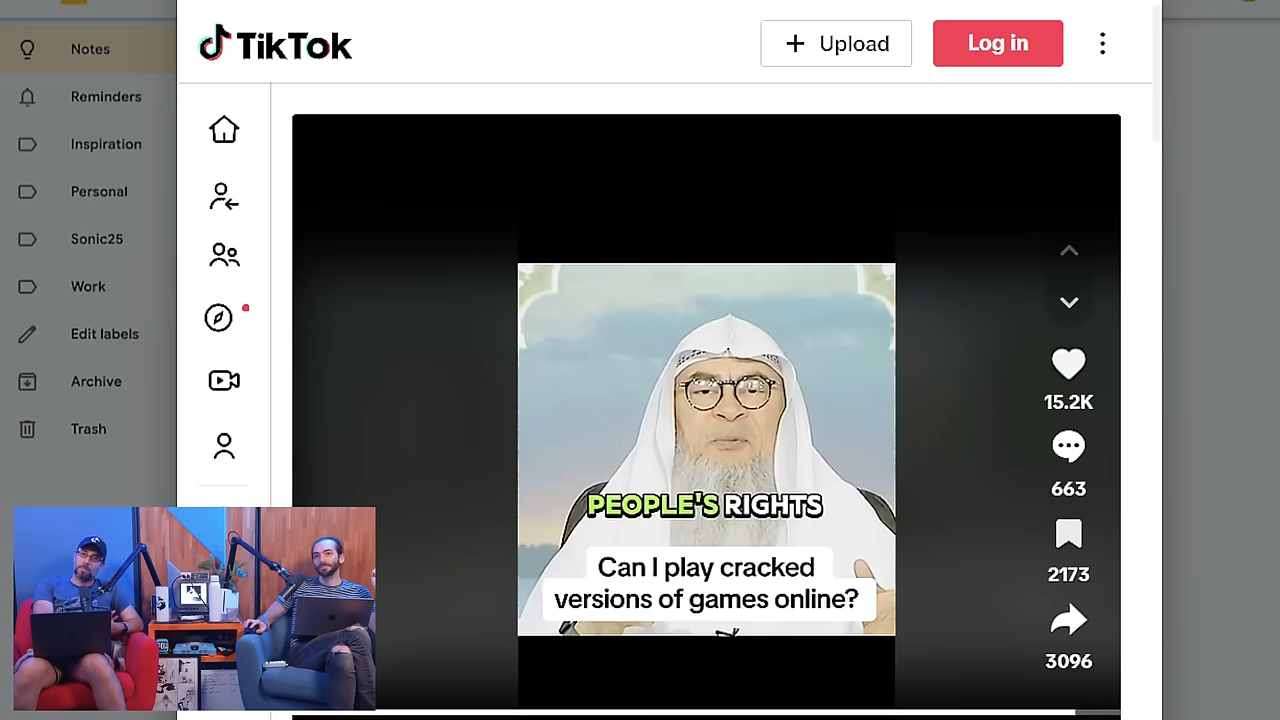 Notes
Reminders
Inspiration
Personal
Sonic25
Work
Edit labels
Archive
Trash
TikTok
+ Upload
Log in
PEOPLE'S RIGHTS
Can I play cracked
versions of games online?
15.2K
663
2173
3096